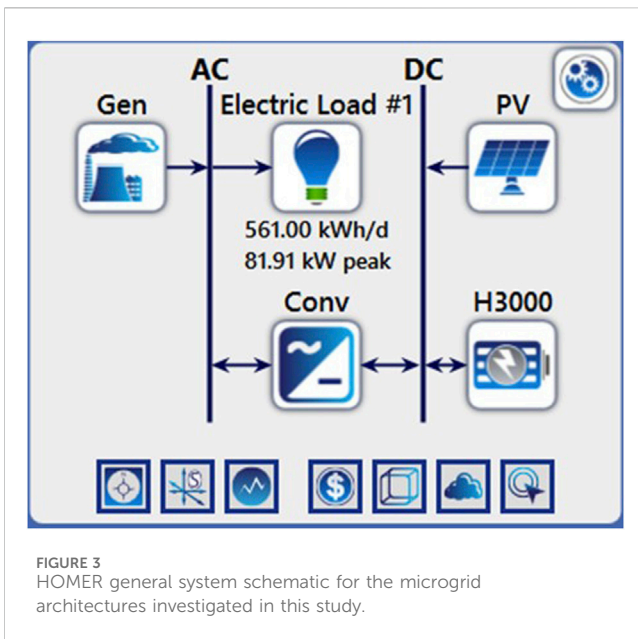 AC
DC
Gen
Electric Load #1
PV
561.00 kWh/d
81.91 kW peak
Conv
H3000
S
$
FIGURE 3
HOMER general system schematic for the microgrid
architectures investigated in this study.